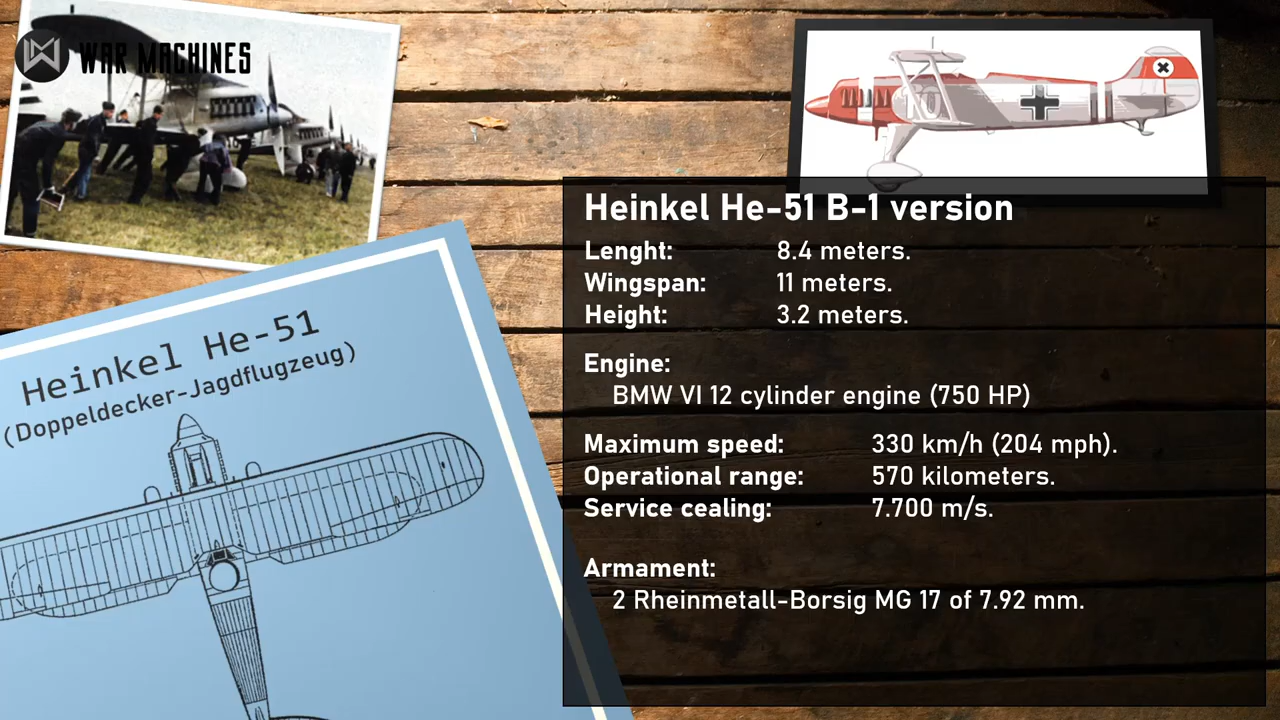 WAR MACHINES
Heinkel He-51
(Doppeldecker-Jagdflugzeug)
Heinkel He-51 B-1 version
Lenght: 8.4 meters.
Wingspan: 11 meters.
Height: 3.2 meters.
Engine:
BMW VI 12 cylinder engine (750 HP)
Maximum speed: 330 km/h (204 mph).
Operational range: 570 kilometers.
Service cealing: 7.700 m/s.
Armament:
2 Rheinmetall-Borsig MG 17 of 7.92 mm.